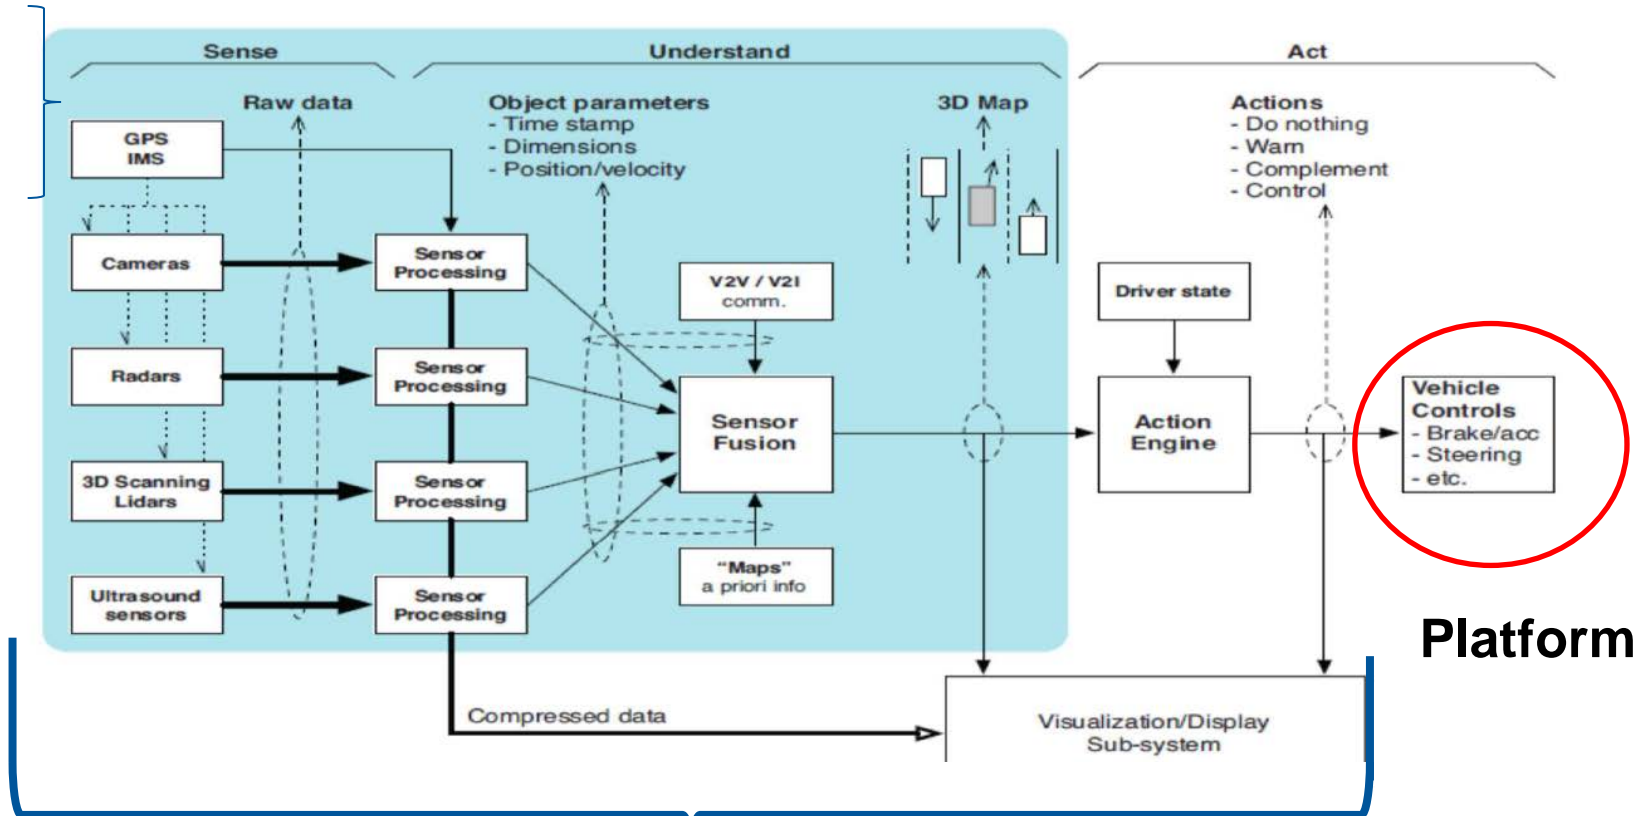 Sense
Understand
Act
Raw data
Object parameters
- Time stamp
- Dimensions
- Position/velocity
3D Map
Actions
- Do nothing
- Warn
- Complement
- Control
GPS
IMS
Cameras
Sensor
Processing
V2V / V2I
comm.
Driver state
Radars
Sensor
Processing
Sensor
Fusion
Action
Engine
Vehicle
Controls
- Brake/acc
- Steering
- etc.
3D Scanning
Lidars
Sensor
Processing
"Maps"
a priori info
Ultrasound
sensors
Sensor
Processing
Platform
Compressed data
Visualization/Display
Sub-system